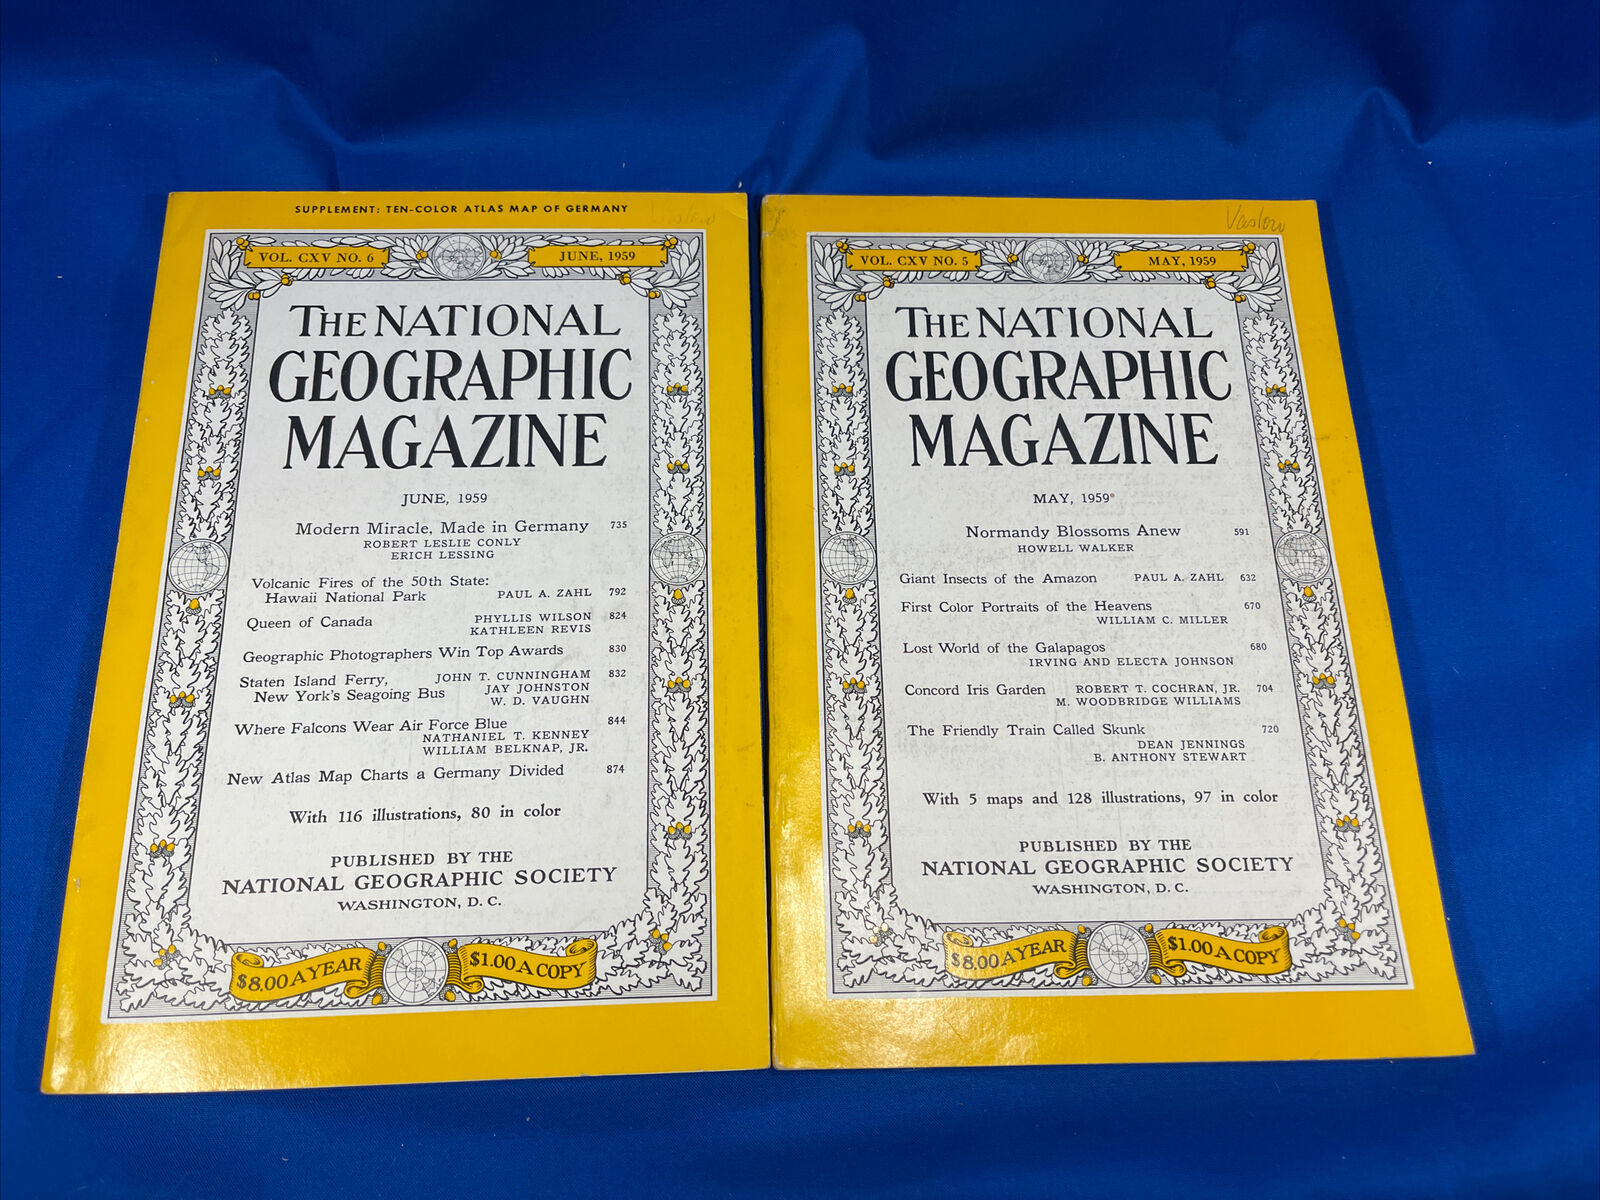 SUPPLEMENT: TEN-COLOR ATLAS MAP OF GERMANY
VOL. CXV NO. 6
JUNE, 1959
THE NATIONAL
GEOGRAPHIC
MAGAZINE
JUNE, 1959
Modern Miracle, Made in Germany 735
ROBERT LESLIE CONLY
ERICH LESSING
Volcanic Fires of the 50th State:
Hawaii National Park PAUL A. ZAHL 792
Queen of Canada PHYLLIS WILSON 824
KATHLEEN REVIS
Geographic Photographers Win Top Awards 830
Staten Island Ferry, JOHN T. CUNNINGHAM 832
New York's Seagoing Bus JAY JOHNSTON
W. D. VAUGHN
Where Falcons Wear Air Force Blue 844
NATHANIEL T. KENNEY
WILLIAM BELKNAP, JR.
New Atlas Map Charts a Germany Divided 874
With 116 illustrations, 80 in color
PUBLISHED BY THE
NATIONAL GEOGRAPHIC SOCIETY
WASHINGTON, D. C.
$8.00 A YEAR
$1.00 A COPY
VOL. CXV NO. 5
MAY, 1959
THE NATIONAL
GEOGRAPHIC
MAGAZINE
MAY, 1959
Normandy Blossoms Anew 591
HOWELL WALKER
Giant Insects of the Amazon PAUL A. ZAHL 632
First Color Portraits of the Heavens 670
WILLIAM C. MILLER
Lost World of the Galapagos 680
IRVING AND ELECTA JOHNSON
Concord Iris Garden ROBERT T. COCHRAN, JR. 704
M. WOODBRIDGE WILLIAMS
The Friendly Train Called Skunk 720
DEAN JENNINGS
B. ANTHONY STEWART
With 5 maps and 128 illustrations, 97 in color
PUBLISHED BY THE
NATIONAL GEOGRAPHIC SOCIETY
WASHINGTON, D. C.
$8.00 A YEAR
$1.00 A COPY